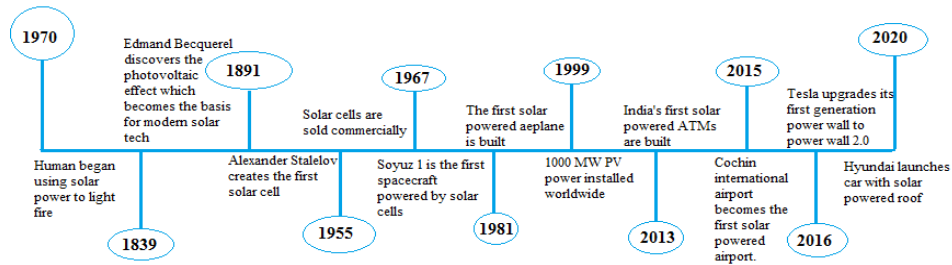 1970
Human began
using solar
power to light
fire
Edmand Becquerel
discovers the
photovoltaic
effect which
becomes the basis
for modern solar
tech
1839
1891
Alexander Stalelov
creates the first
solar cell
Solar cells are
sold commercially
1955
1967
Soyuz 1 is the first
spacecraft
powered by solar
cells
The first solar
powered aeplane
is built
1981
1999
1000 MW PV
power installed
worldwide
India's first solar
powered ATMs
are built
2013
2015
Cochin
international
airport
becomes the
first solar
powered
airport.
Tesla upgrades its
first generation
power wall to
power wall 2.0
2016
2020
Hyundai launches
car with solar
powered roof